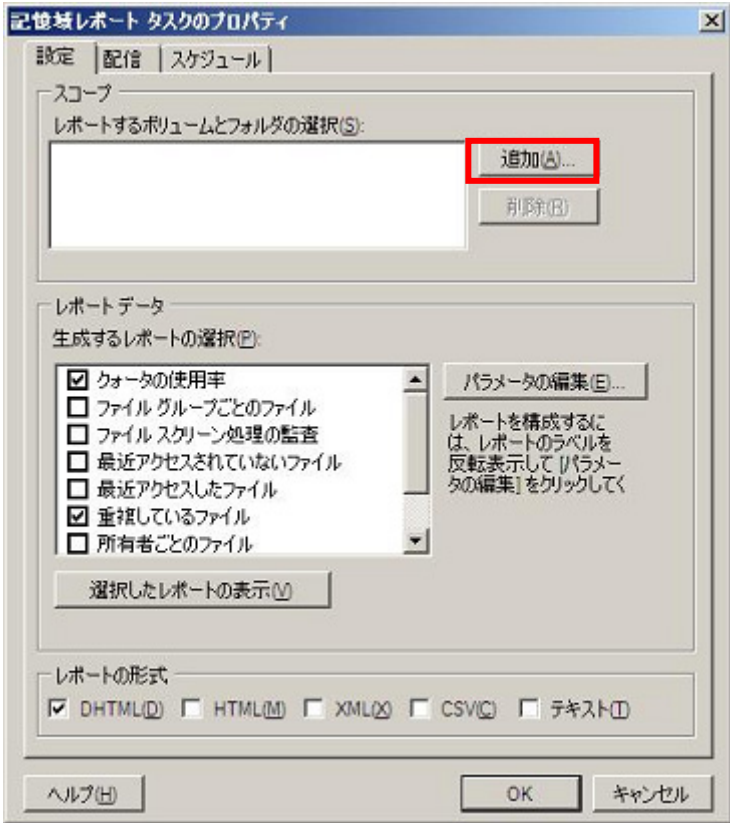 記憶域レポート タスクのプロパティ
設定 配信 スケジュール
スコープ
レポートするボリュームとフォルダの選択(S):
追加(A)...
削除(R)
レポート データ
生成するレポートの選択(P):
クォータの使用率
ファイル グループごとのファイル
ファイル スクリーン処理の監査
最近アクセスされていないファイル
最近アクセスしたファイル
重複しているファイル
所有者ごとのファイル
パラメータの編集(E)...
レポートを構成するに
は、レポートのラベルを
反転表示して [パラメー
タの編集] をクリックしてく
選択したレポートの表示(V)
レポートの形式
DHTML(D) HTML(M) XML(X) CSV(C) テキスト(T)
ヘルプ(H) OK キャンセル